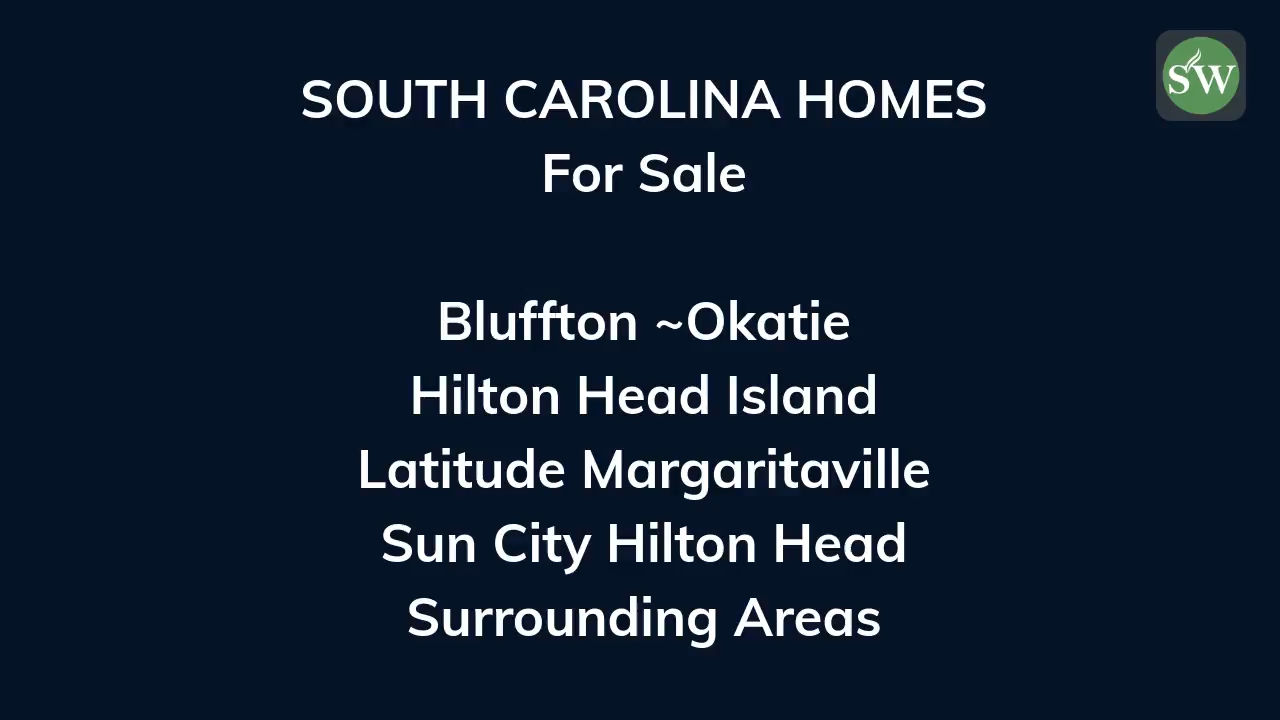 SOUTH CAROLINA HOMES
For Sale
Bluffton ~Okatie
Hilton Head Island
Latitude Margaritaville
Sun City Hilton Head
Surrounding Areas
SW